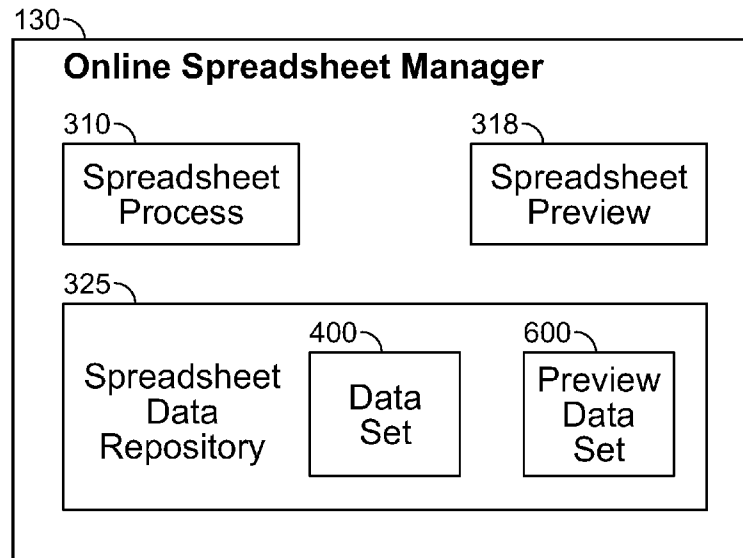 130
Online Spreadsheet Manager
310
318
Spreadsheet
Process
Spreadsheet
Preview
325
400
600
Spreadsheet
Data
Repository
Data
Set
Preview
Data
Set